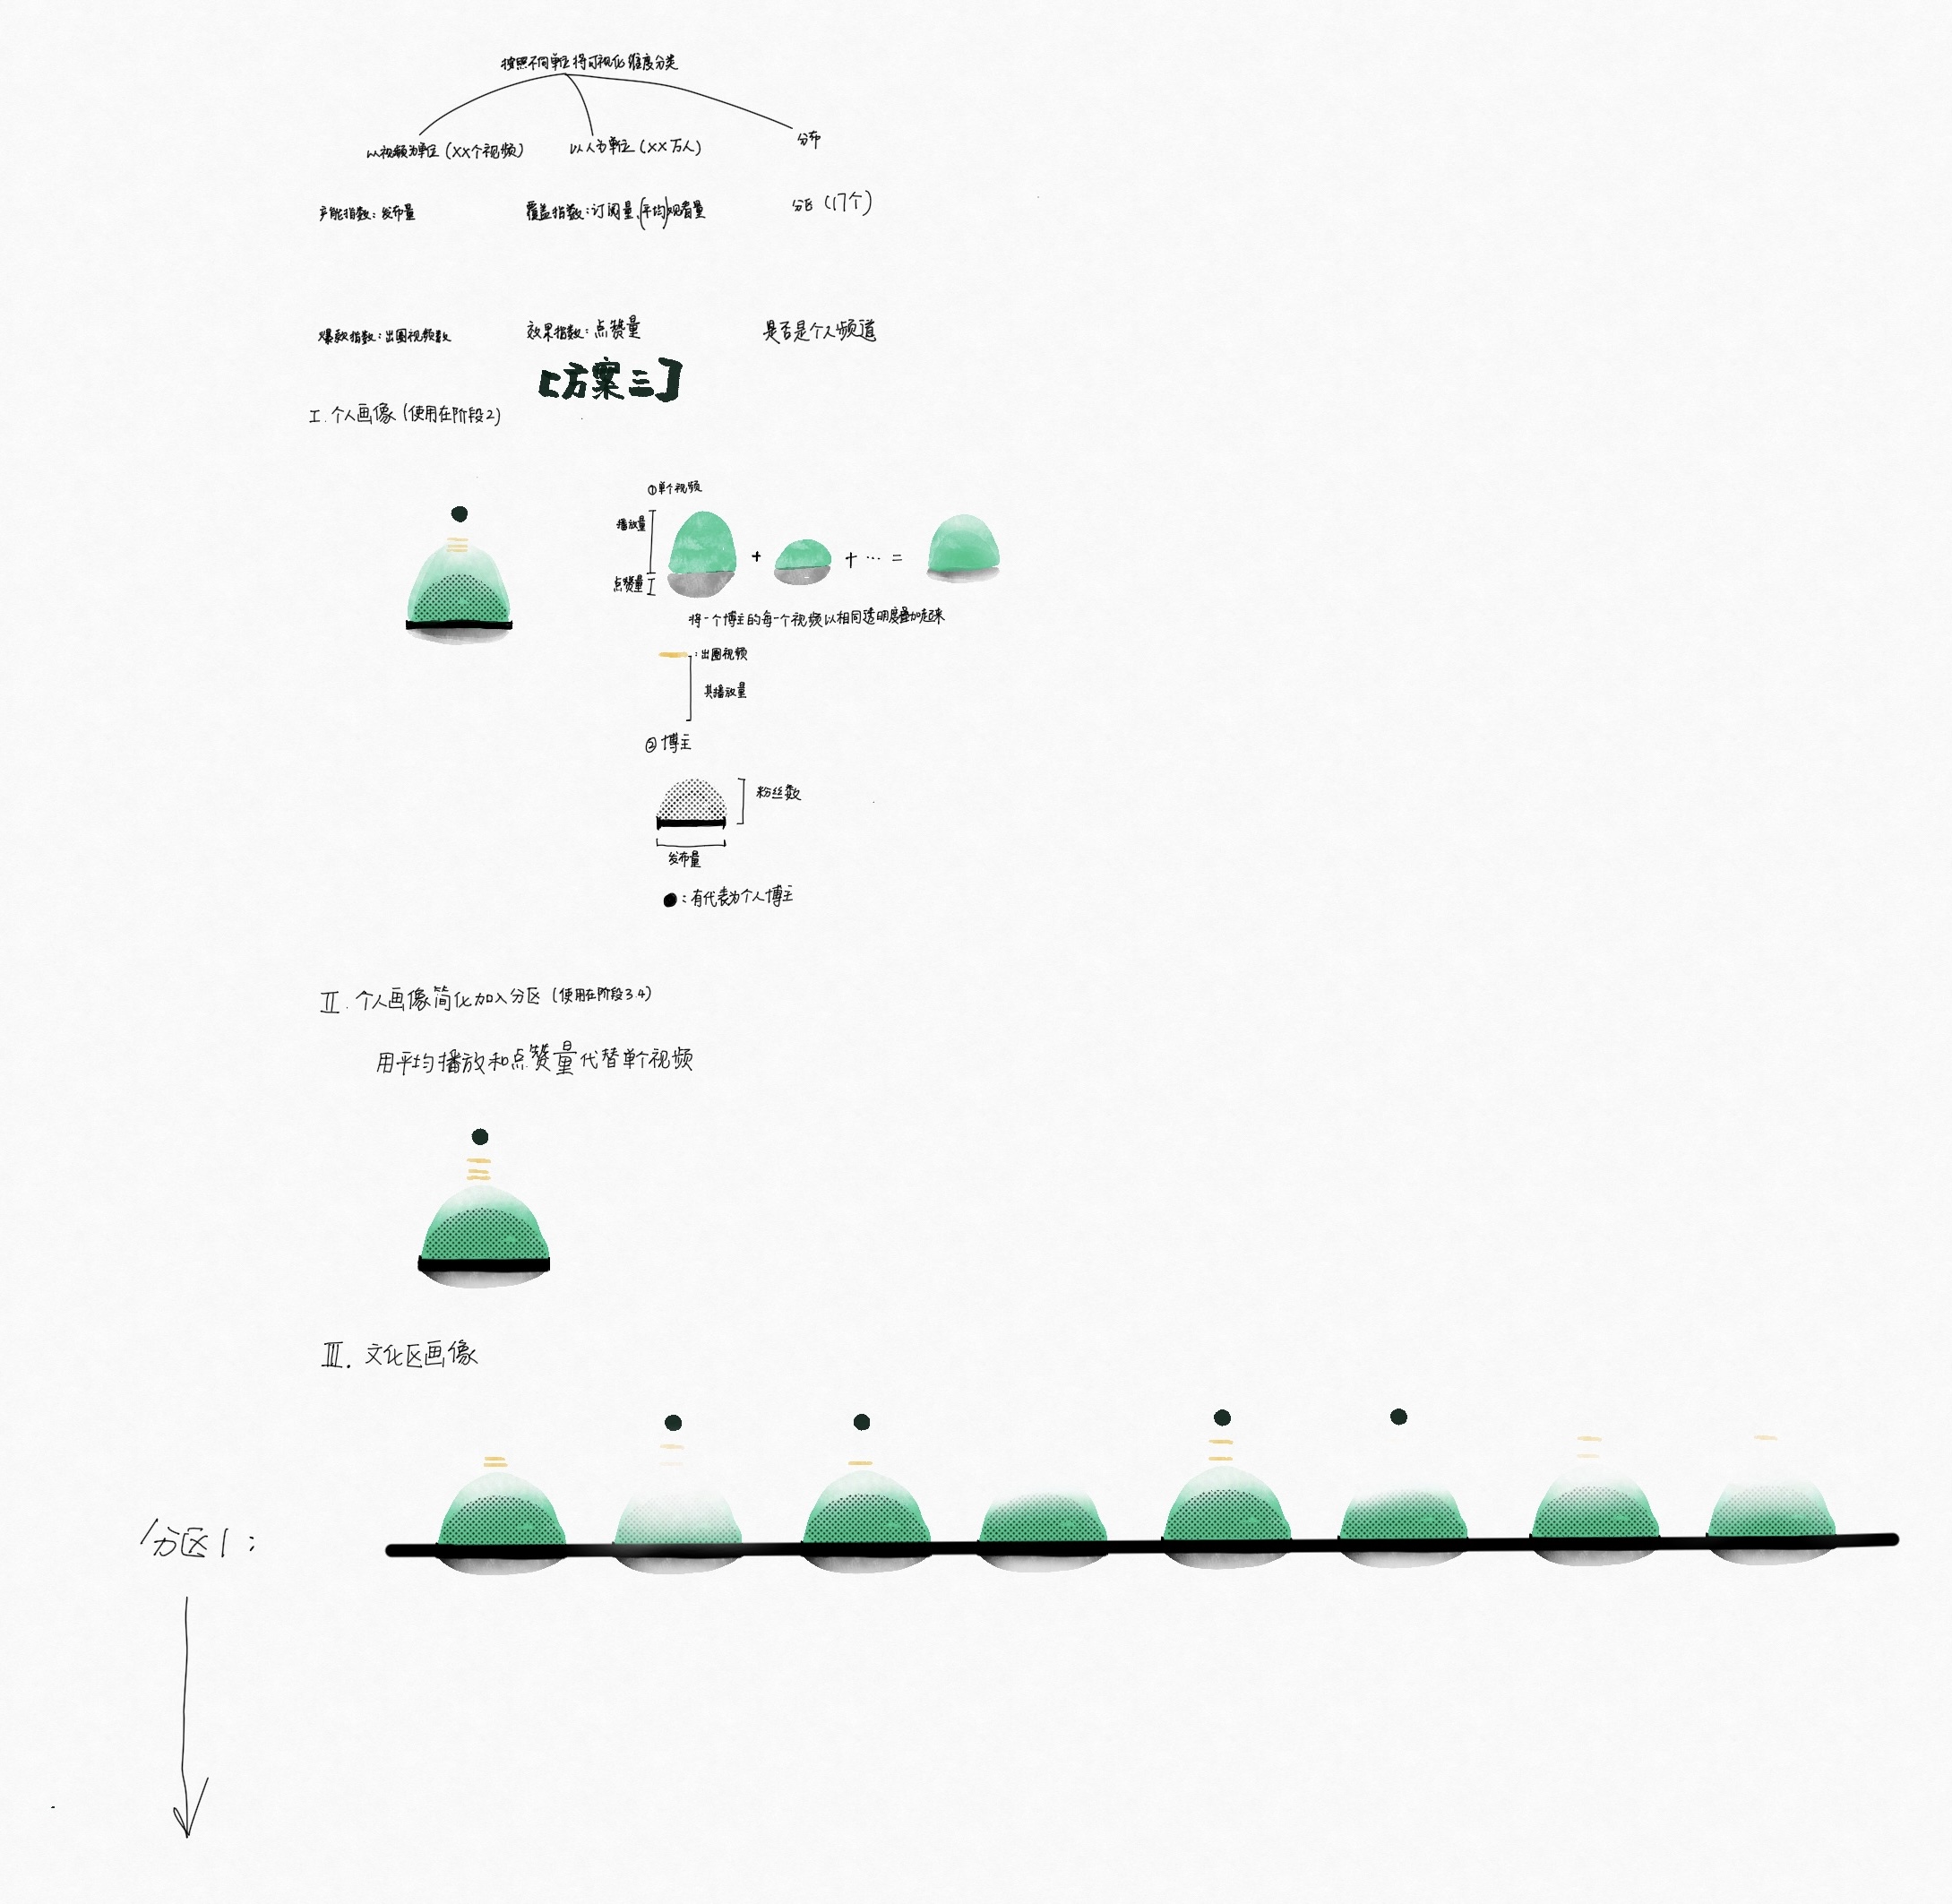 按照不同单位将可视化维度分类
以视频为单位（XX个视频） 以人为单位（XX万人） 分布
产能指数：发布量 覆盖指数：订阅量、(平均)观看量 分区（17个）
爆款指数：出圈视频数 效果指数：点赞量 是否是个人频道
[方案三]
I. 个人画像（使用在阶段2）
①单个视频
播放量
+ + … =
点赞量
将一个博主的每一个视频以相同透明度叠加起来
：出圈视频
其播放量
②博主
粉丝数
发布量
：有代表为个人博主
II. 个人画像简化加入分区（使用在阶段3.4）
用平均播放和点赞量代替单个视频
III. 文化区画像
分区1：